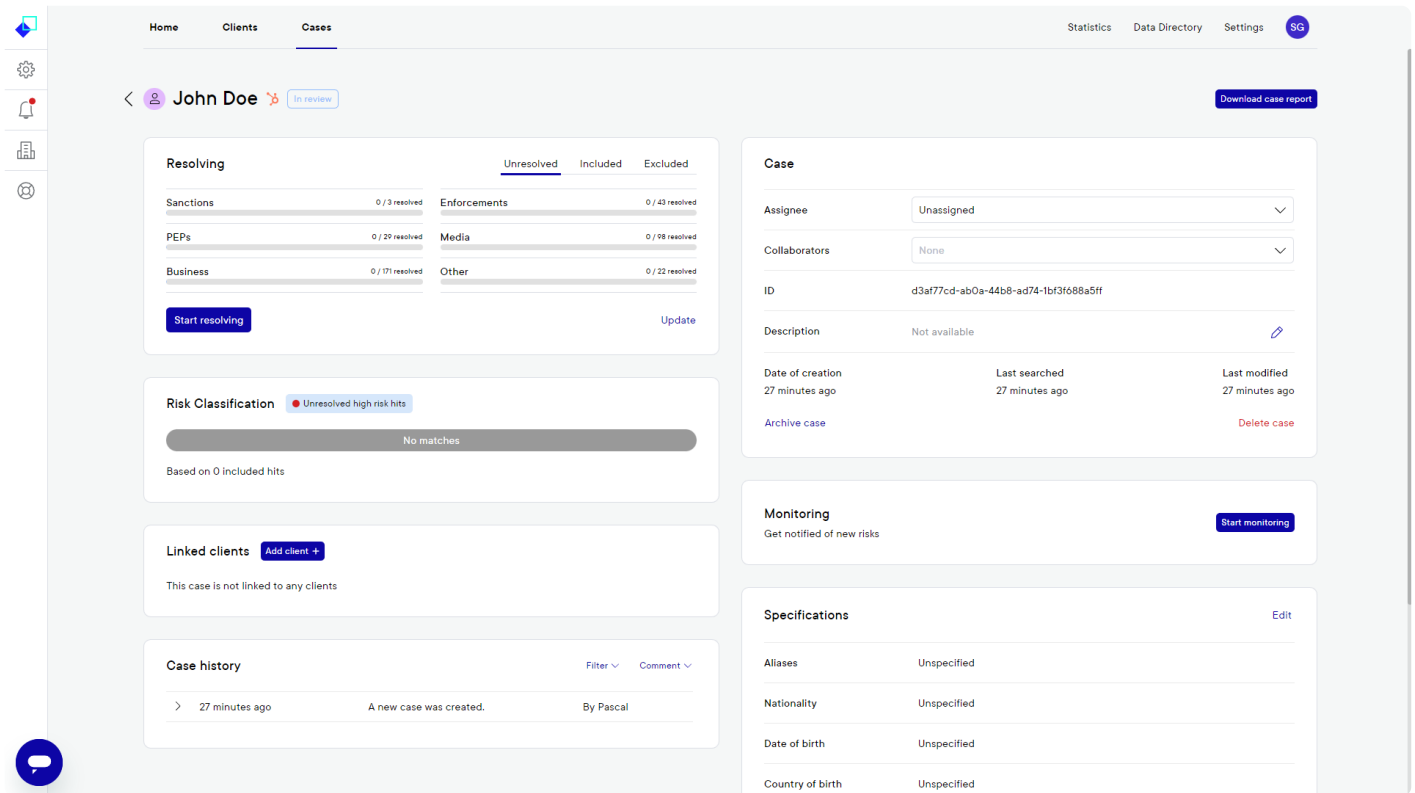 Home Clients Cases Statistics Data Directory Settings SG
John Doe In review Download case report
Resolving Unresolved Included Excluded
Sanctions 0 / 3 resolved Enforcements 0 / 43 resolved
PEPs 0 / 29 resolved Media 0 / 98 resolved
Business 0 / 171 resolved Other 0 / 22 resolved
Start resolving Update
Risk Classification Unresolved high risk hits
No matches
Based on 0 included hits
Linked clients Add client +
This case is not linked to any clients
Case history Filter Comment
27 minutes ago A new case was created. By Pascal
Case
Assignee Unassigned
Collaborators None
ID d3af77cd-ab0a-44b8-ad74-1bf3f688a5ff
Description Not available
Date of creation Last searched Last modified
27 minutes ago 27 minutes ago 27 minutes ago
Archive case Delete case
Monitoring
Get notified of new risks
Start monitoring
Specifications Edit
Aliases Unspecified
Nationality Unspecified
Date of birth Unspecified
Country of birth Unspecified